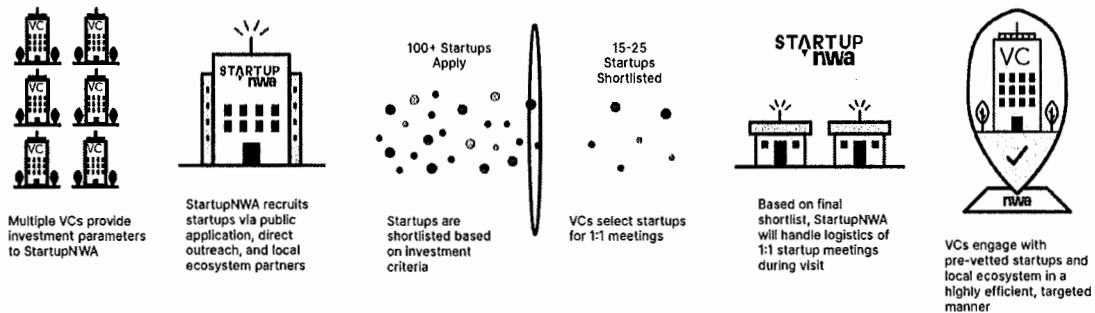 VC
VC
VC
VC
VC
VC
Multiple VCs provide
investment parameters
to StartupNWA
STARTUP
nwa
StartupNWA recruits
startups via public
application, direct
outreach, and local
ecosystem partners
100+ Startups
Apply
Startups are
shortlisted based
on investment
criteria
15-25
Startups
Shortlisted
VCs select startups
for 1:1 meetings
STARTUP
nwa
Based on final
shortlist, StartupNWA
will handle logistics of
1:1 startup meetings
during visit
VC
nwa
VCs engage with
pre-vetted startups and
local ecosystem in a
highly efficient, targeted
manner